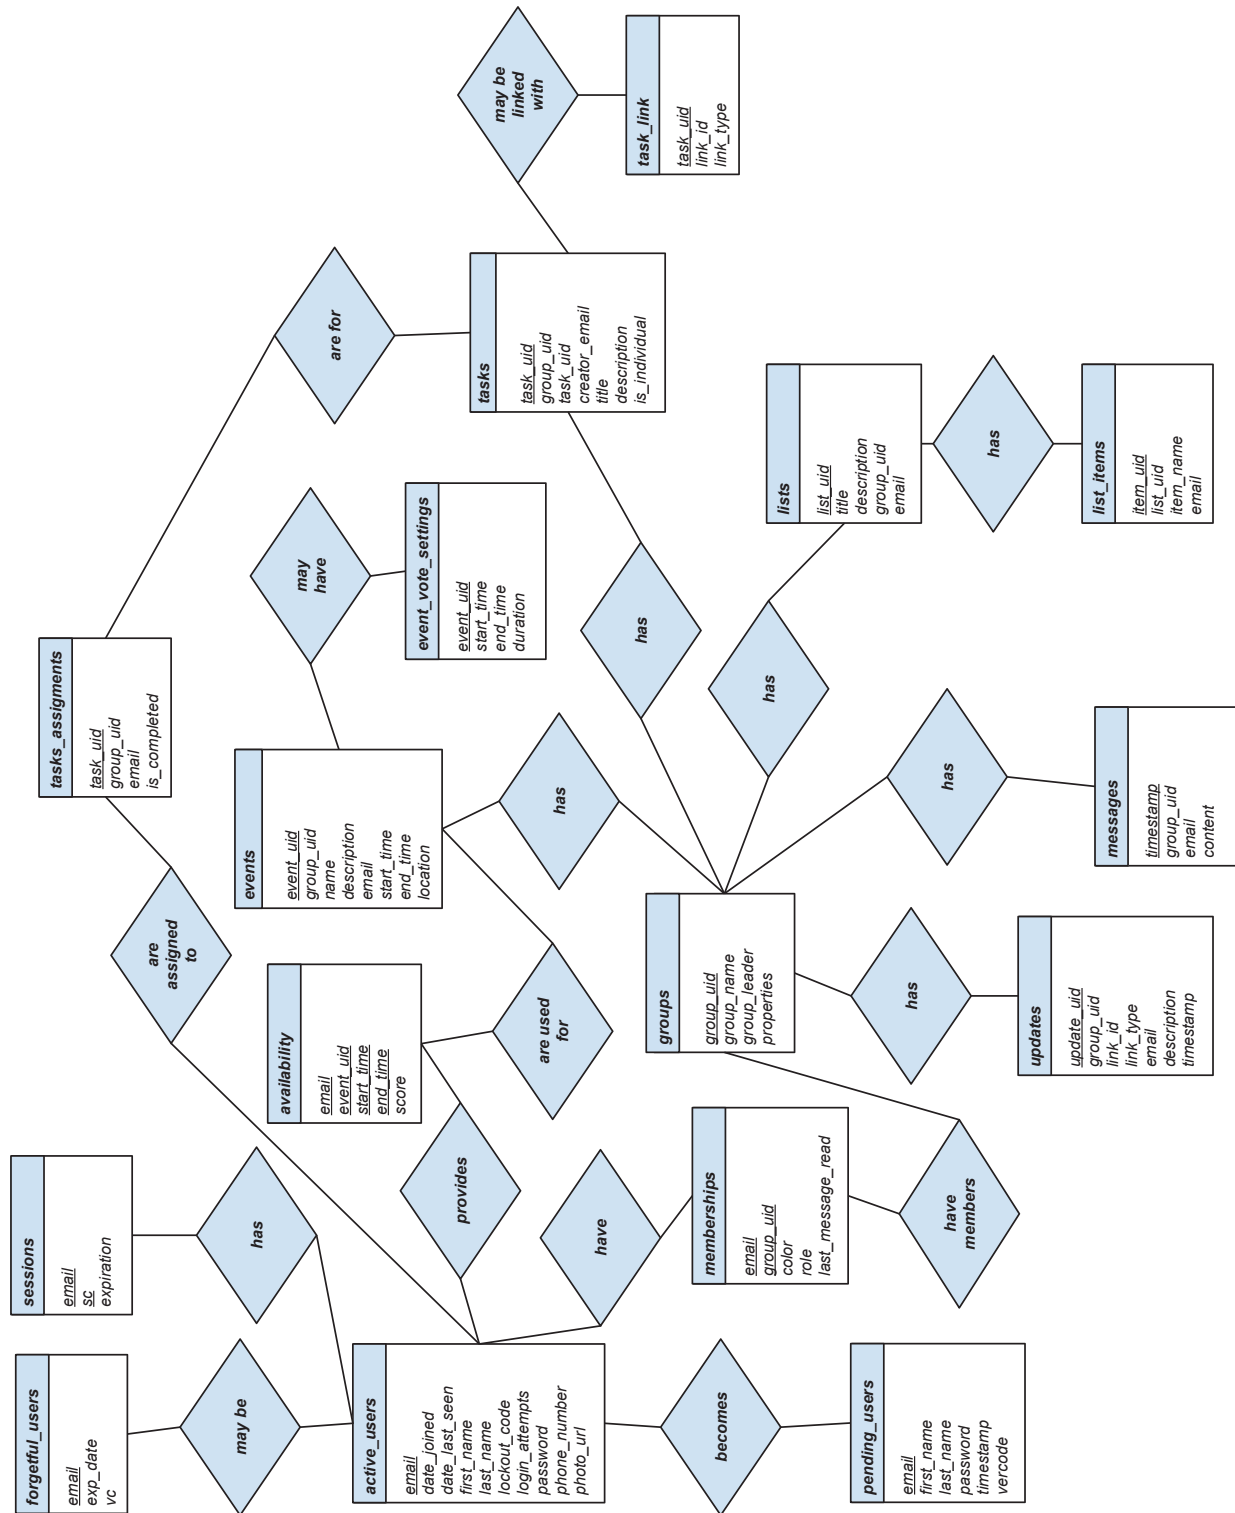 forgetful_users
email
exp_date
vc
may be
sessions
email
sc
expiration
has
active_users
email
date_joined
date_last_seen
first_name
last_name
lockout_code
login_attempts
password
phone_number
photo_url
becomes
pending_users
email
first_name
last_name
password
timestamp
vercode
provides
have
memberships
email
group_uid
color
role
last_message_read
have
members
are
assigned
to
tasks_assigments
task_uid
group_uid
email
is_completed
availability
email
event_uid
start_time
end_time
score
are used
for
events
event_uid
group_uid
name
description
email
start_time
end_time
location
has
may
have
event_vote_settings
event_uid
start_time
end_time
duration
groups
group_uid
group_name
group_leader
properties
has
updates
update_uid
group_uid
link_id
link_type
email
description
timestamp
has
messages
timestamp
group_uid
email
content
has
has
lists
list_uid
title
description
group_uid
email
has
list_items
item_uid
list_uid
item_name
email
are for
tasks
task_uid
group_uid
task_uid
creator_email
title
description
is_individual
may be
linked
with
task_link
task_uid
link_id
link_type